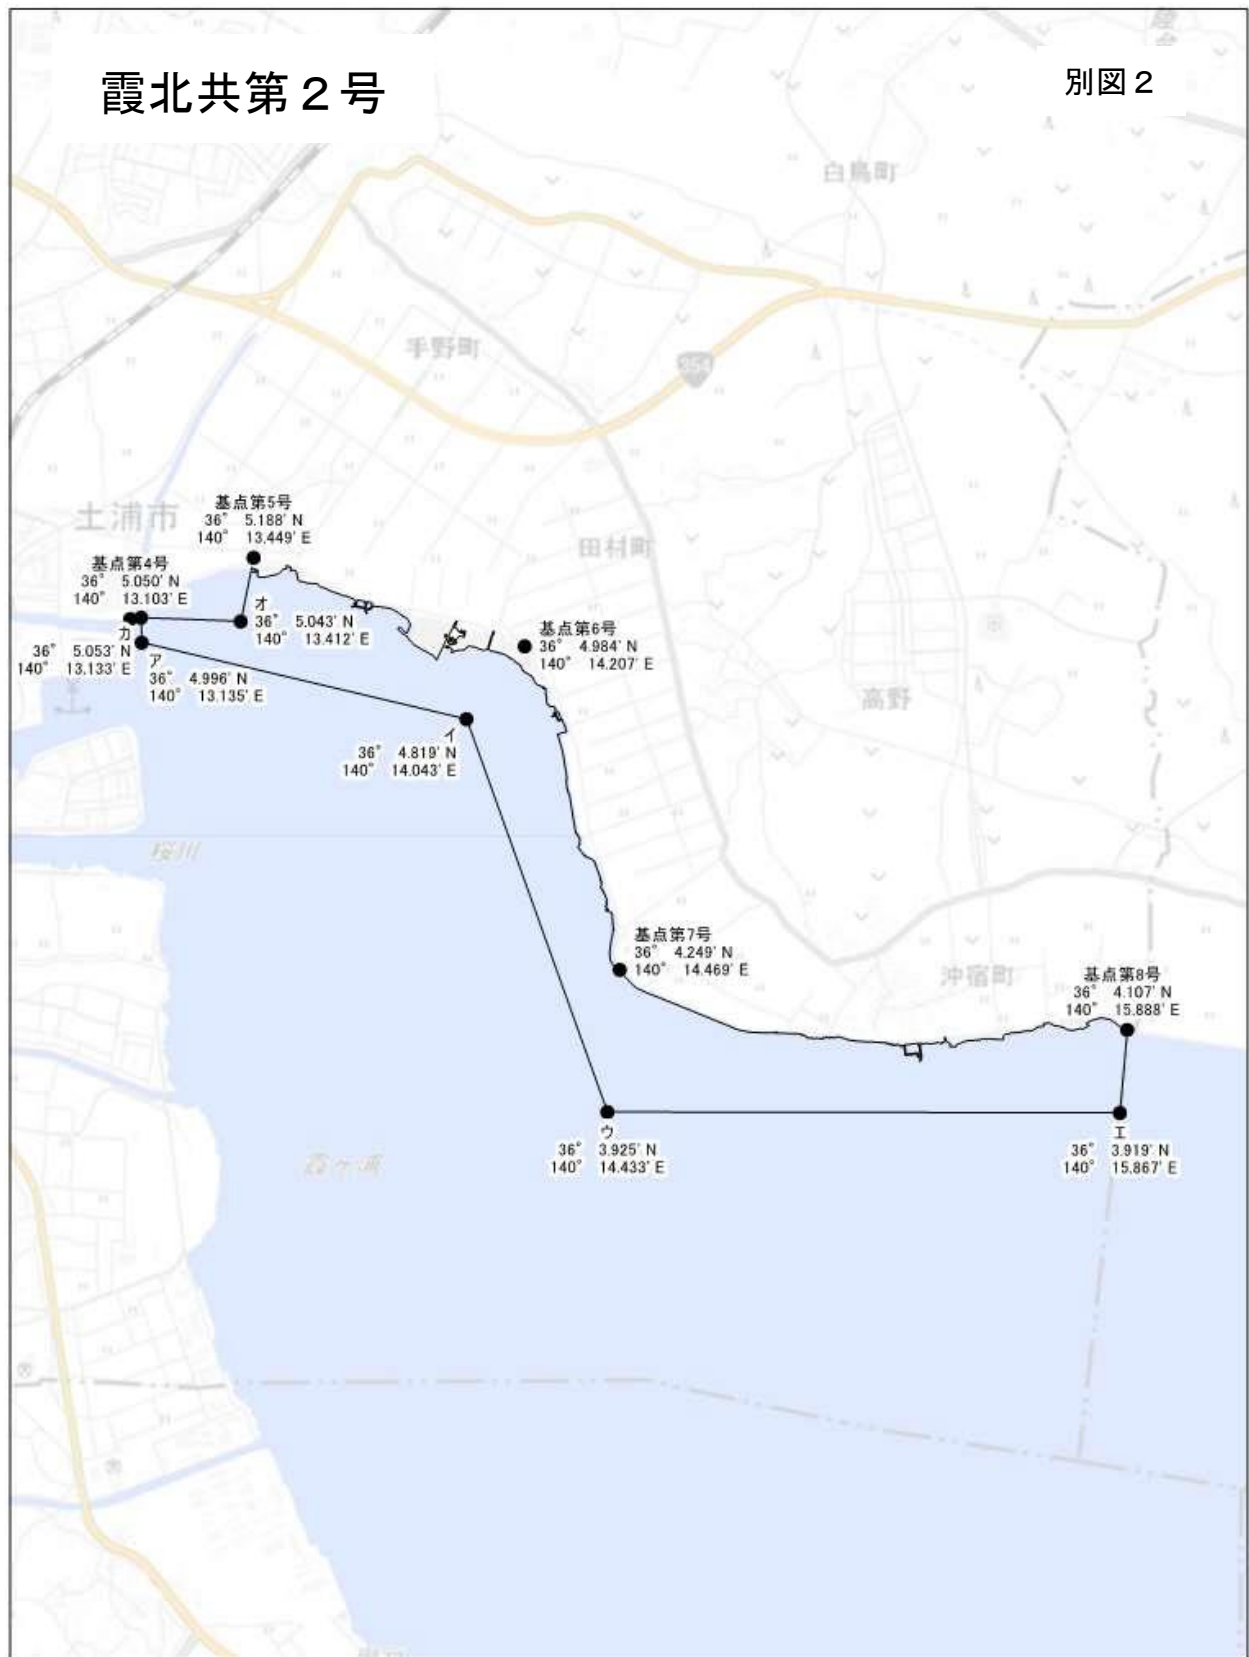 霞北共第２号
別図２
白鳥町
手野町
354
土浦市
基点第5号
36° 5.188' N
140° 13.449' E
田村町
基点第4号
36° 5.050' N
140° 13.103' E
オ
36° 5.043' N
140° 13.412' E
基点第6号
36° 4.984' N
140° 14.207' E
カ
36° 5.053' N
140° 13.133' E
ア
36° 4.996' N
140° 13.135' E
高野
イ
36° 4.819' N
140° 14.043' E
桜川
基点第7号
36° 4.249' N
140° 14.469' E
沖宿町
基点第8号
36° 4.107' N
140° 15.888' E
ウ
36° 3.925' N
140° 14.433' E
エ
36° 3.919' N
140° 15.867' E
霞ヶ浦